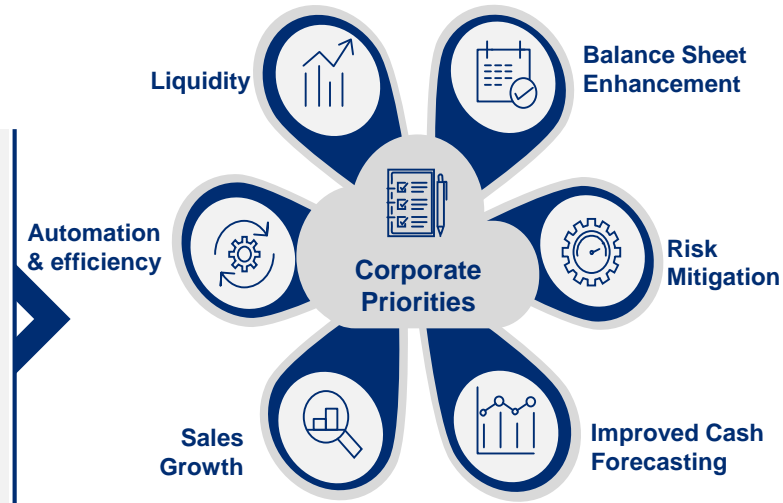 Liquidity
Balance Sheet
Enhancement
Automation
& efficiency
Corporate
Priorities
Risk
Mitigation
Sales
Growth
Improved Cash
Forecasting